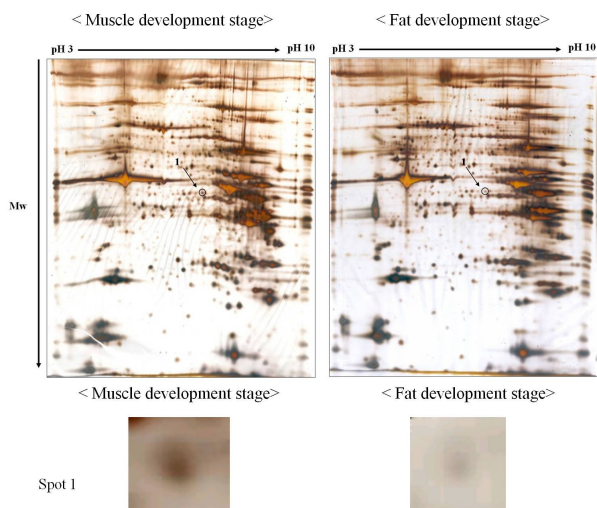 < Muscle development stage>
< Fat development stage>
pH 3
pH 10
pH 3
pH 10
1
1
Mw
< Muscle development stage>
< Fat development stage>
Spot 1